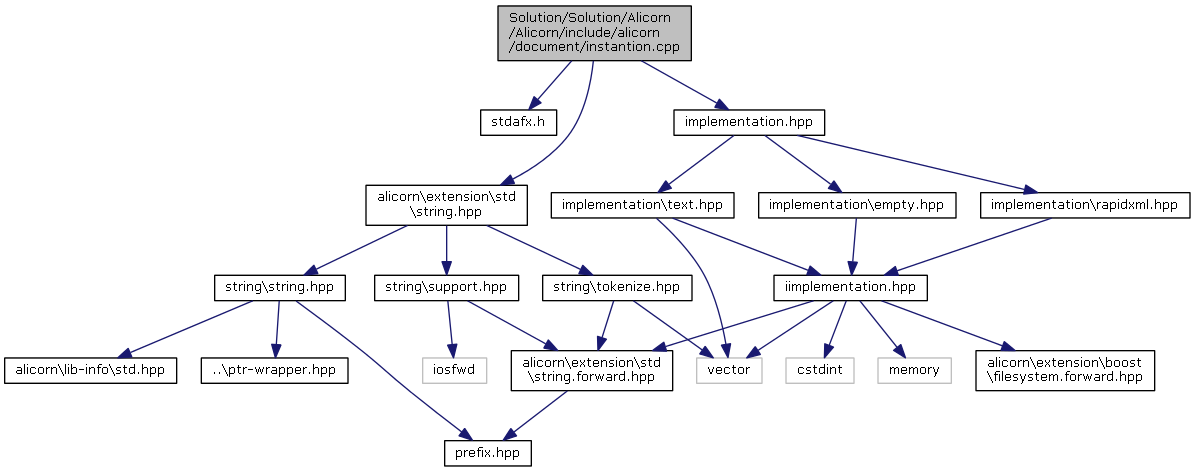 Solution/Solution/Alicorn
/Alicorn/include/alicorn
/document/instantion.cpp
stdafx.h
implementation.hpp
alicorn\extension\std
\string.hpp
implementation\text.hpp
implementation\empty.hpp
implementation\rapidxml.hpp
string\string.hpp
string\support.hpp
string\tokenize.hpp
iimplementation.hpp
alicorn\lib-info\std.hpp
..\ptr-wrapper.hpp
iosfwd
alicorn\extension\std
\string.forward.hpp
vector
cstdint
memory
alicorn\extension\boost
\filesystem.forward.hpp
prefix.hpp